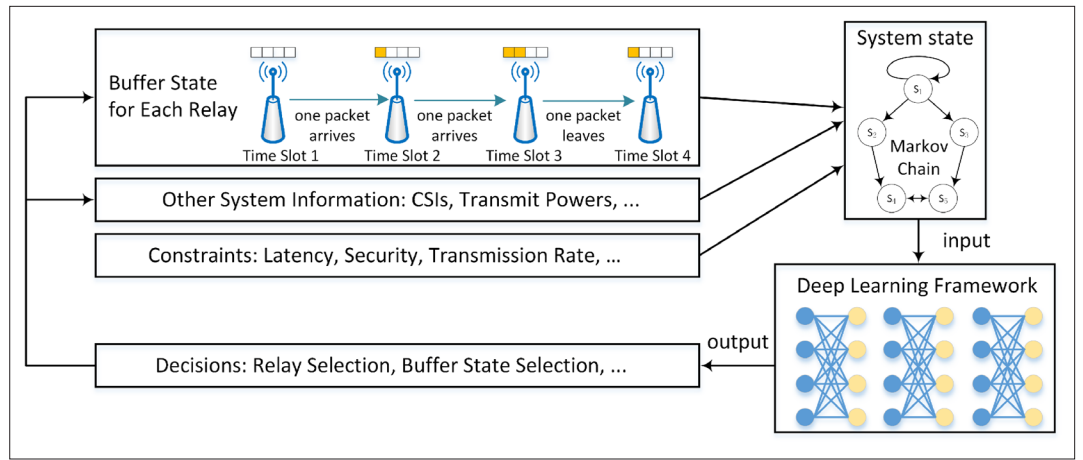 Buffer State
for Each Relay
one packet
arrives
one packet
arrives
one packet
leaves
Time Slot 1
Time Slot 2
Time Slot 3
Time Slot 4
Other System Information: CSIs, Transmit Powers, ...
Constraints: Latency, Security, Transmission Rate, ...
Decisions: Relay Selection, Buffer State Selection, ...
System state
S1
S2
S3
Markov
Chain
S4
S5
input
Deep Learning Framework
output